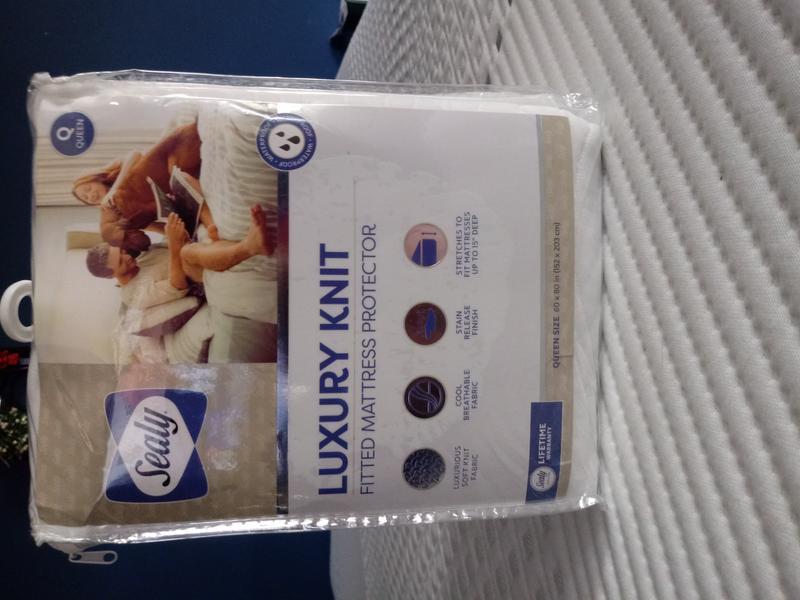 Sealy
Q
QUEEN
WATERPROOF • WATERPROOF
LUXURY KNIT
FITTED MATTRESS PROTECTOR
LUXURIOUS
SOFT KNIT
FABRIC
COOL
BREATHABLE
FABRIC
STAIN
RELEASE
FINISH
STRETCHES TO
FIT MATTRESSES
UP TO 15" DEEP
Sealy
LIFETIME
WARRANTY
QUEEN SIZE 60 x 80 in (152 x 203 cm)